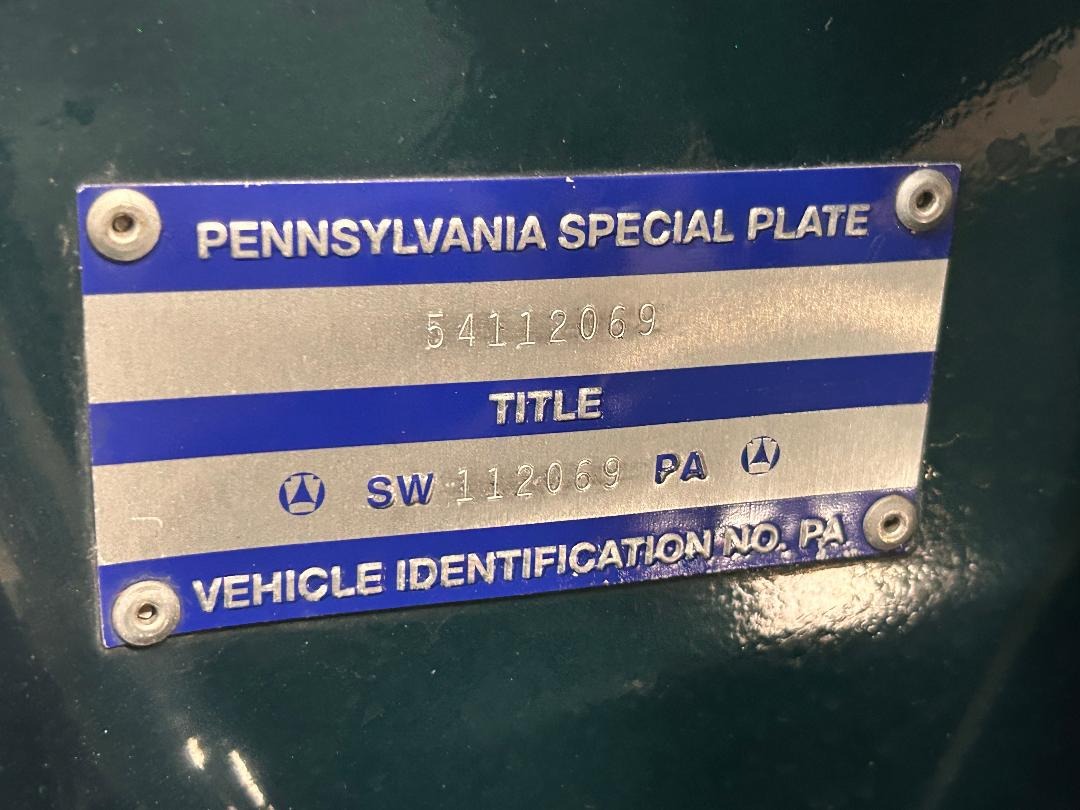 PENNSYLVANIA SPECIAL PLATE
54112069
TITLE
SW 112069 PA
VEHICLE IDENTIFICATION NO. PA